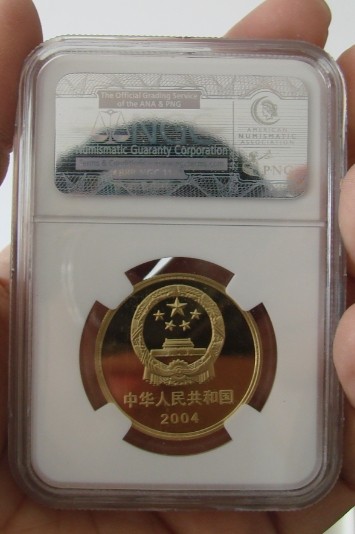 The Official Grading Service
of the ANA & PNG
NGC
Numismatic Guaranty Corporation
AMERICAN
NUMISMATIC
ASSOCIATION
PNG
中华人民共和国
2004